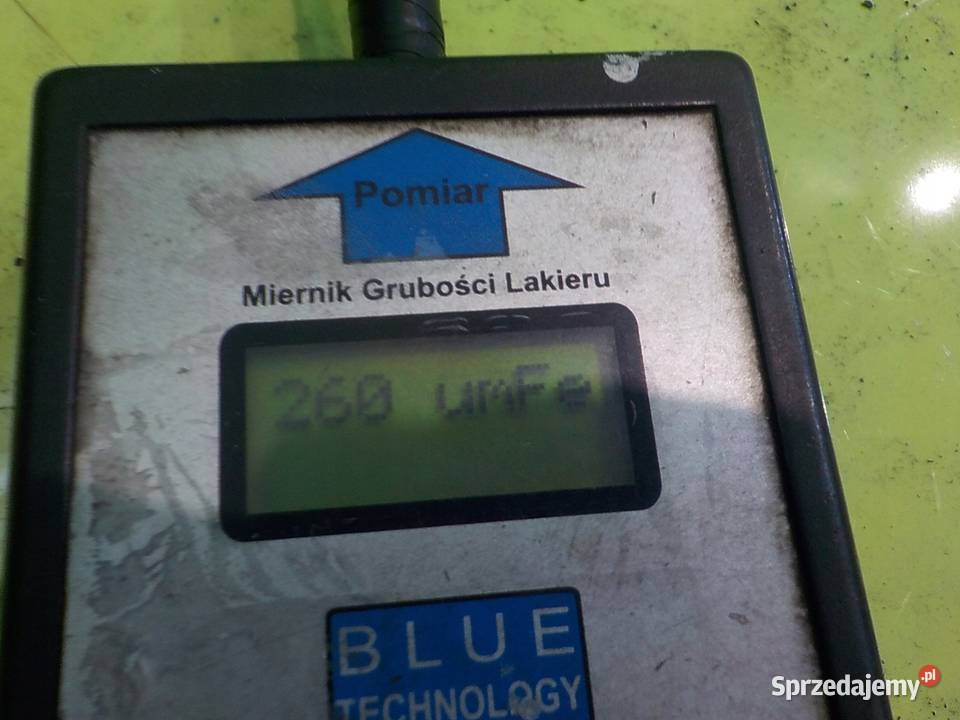 Pomiar
Miernik Grubości Lakieru
260 umFe
BLUE
TECHNOLOGY
Sprzedajemy.pl